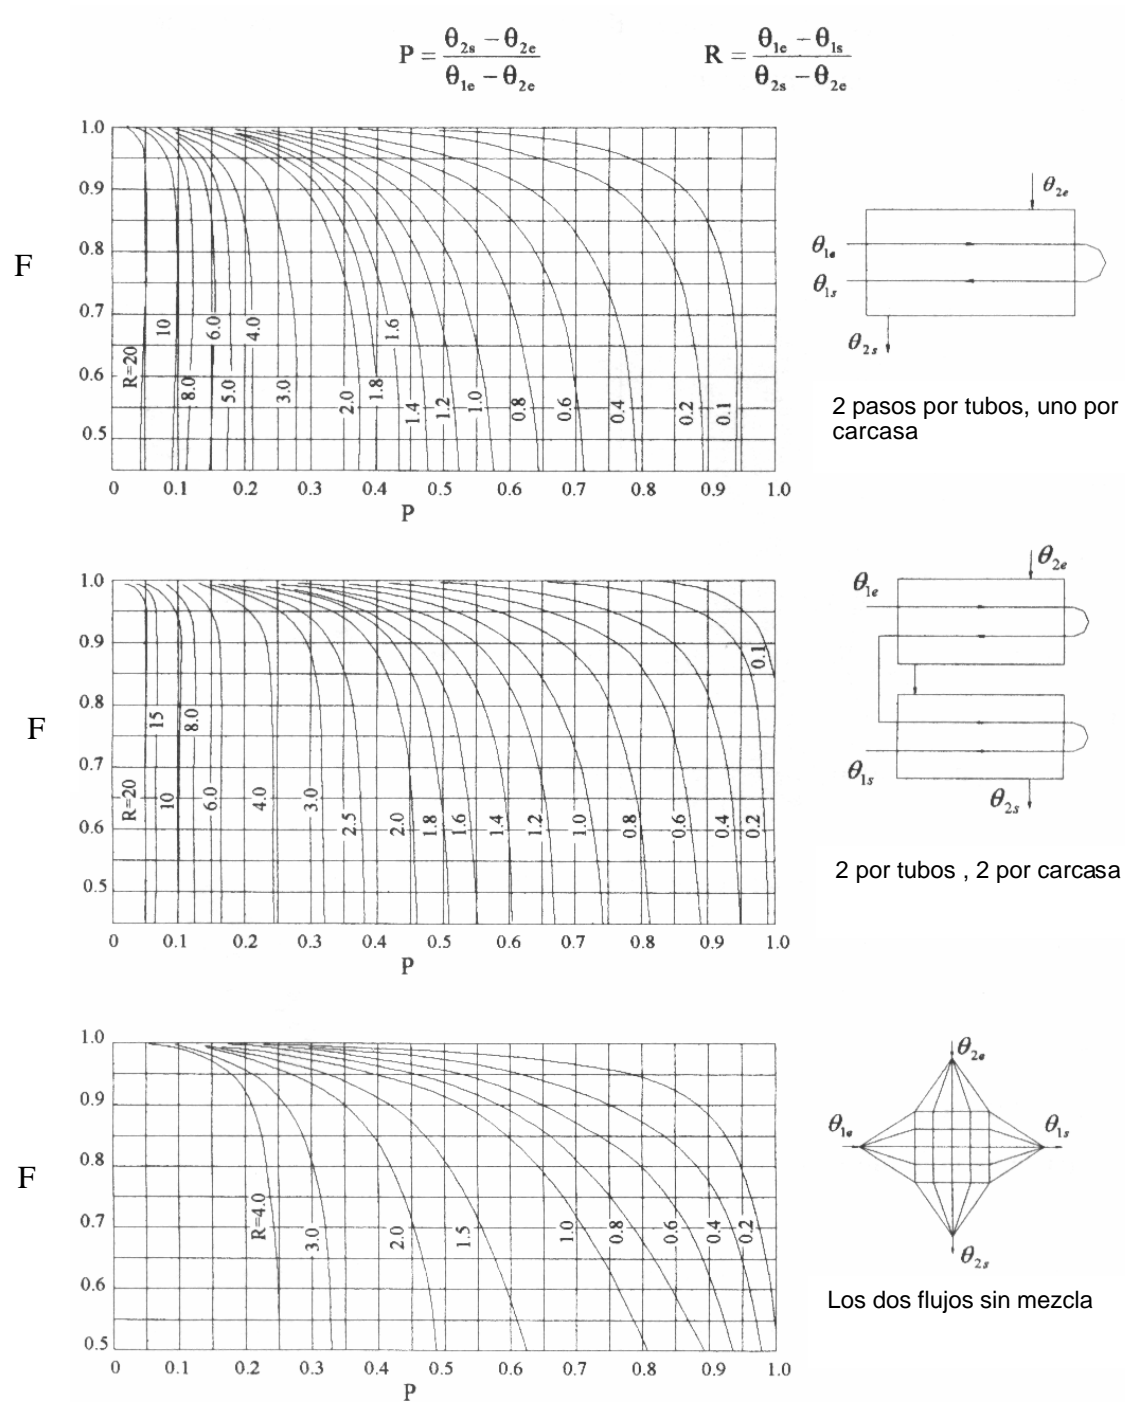 P = (θ2s − θ2e) / (θ1e − θ2e)
R = (θ1e − θ1s) / (θ2s − θ2e)
F
1.0
0.9
0.8
0.7
0.6
0.5
R=20
10
8.0
6.0
5.0
4.0
3.0
2.0
1.8
1.6
1.4
1.2
1.0
0.8
0.6
0.4
0.2
0.1
0 0.1 0.2 0.3 0.4 0.5 0.6 0.7 0.8 0.9 1.0
P
θ2e
θ1e
θ1s
θ2s
2 pasos por tubos, uno por
carcasa
F
1.0
0.9
0.8
0.7
0.6
0.5
R=20
15
10
8.0
6.0
4.0
3.0
2.5
2.0
1.8
1.6
1.4
1.2
1.0
0.8
0.6
0.4
0.2
0.1
0 0.1 0.2 0.3 0.4 0.5 0.6 0.7 0.8 0.9 1.0
P
θ2e
θ1e
θ1s
θ2s
2 por tubos , 2 por carcasa
F
1.0
0.9
0.8
0.7
0.6
0.5
R=4.0
3.0
2.0
1.5
1.0
0.8
0.6
0.4
0.2
0 0.1 0.2 0.3 0.4 0.5 0.6 0.7 0.8 0.9 1.0
P
θ2e
θ1e
θ1s
θ2s
Los dos flujos sin mezcla